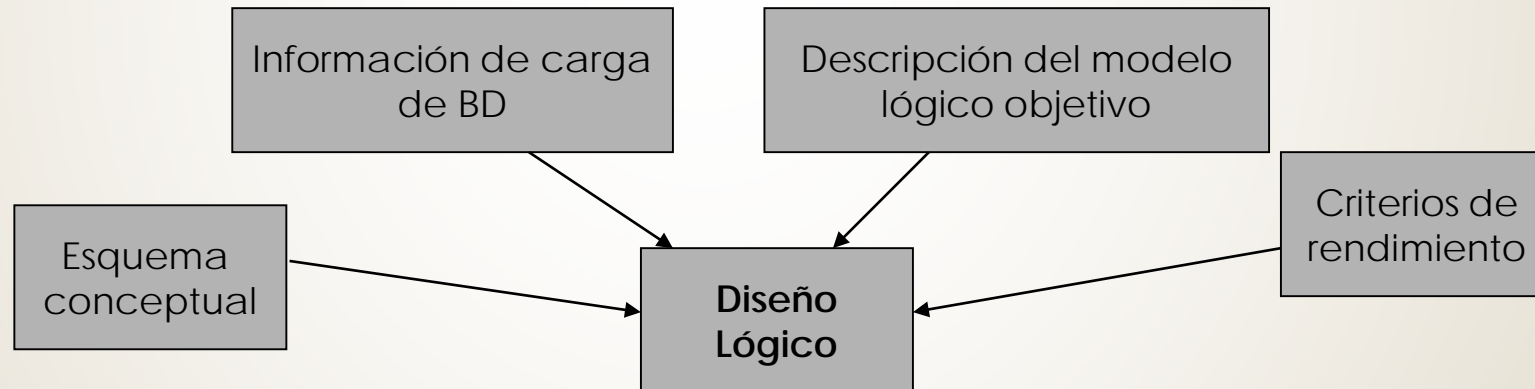 Información de carga
de BD
Descripción del modelo
lógico objetivo
Esquema
conceptual
Criterios de
rendimiento
Diseño
Lógico